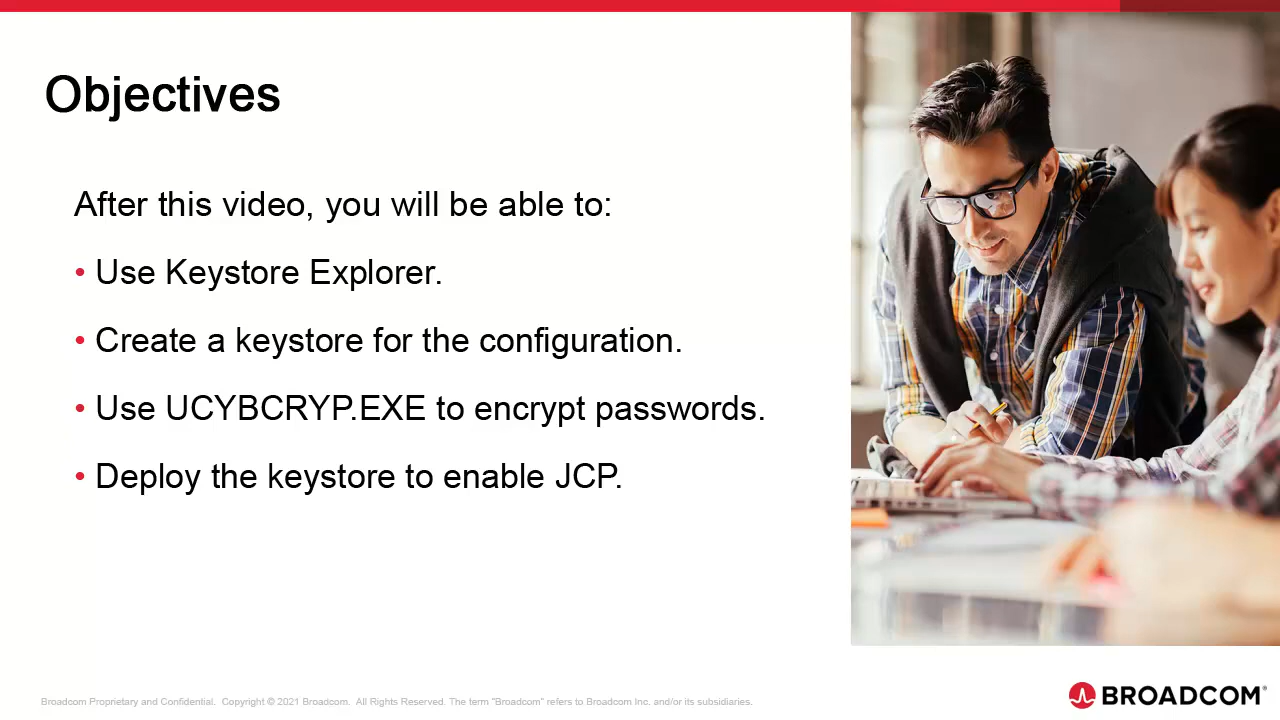 Objectives
After this video, you will be able to:
• Use Keystore Explorer.
• Create a keystore for the configuration.
• Use UCYBCRYP.EXE to encrypt passwords.
• Deploy the keystore to enable JCP.
Broadcom Proprietary and Confidential. Copyright © 2021 Broadcom. All Rights Reserved. The term "Broadcom" refers to Broadcom Inc. and/or its subsidiaries.
BROADCOM®